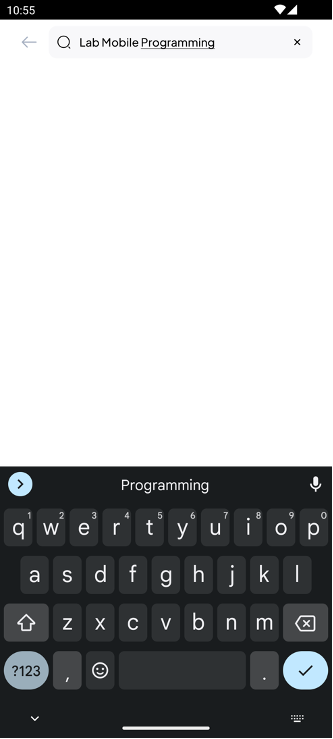 10:55
Lab Mobile Programming
Programming
1 2 3 4 5 6 7 8 9 0
q w e r t y u i o p
a s d f g h j k l
z x c v b n m
?123 , .